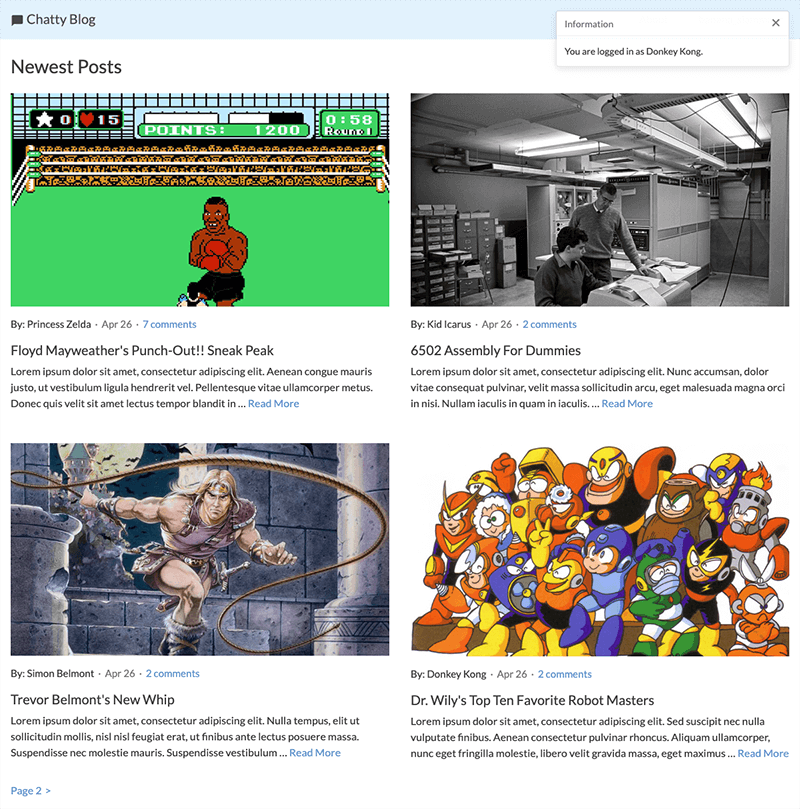 Chatty Blog
Information
You are logged in as Donkey Kong.
Newest Posts
0 15
0:58
POINTS: 1200
Round 1
By: Princess Zelda · Apr 26 · 7 comments
Floyd Mayweather's Punch-Out!! Sneak Peak
Lorem ipsum dolor sit amet, consectetur adipiscing elit. Aenean congue mauris
justo, ut vestibulum ligula hendrerit vel. Pellentesque vitae ullamcorper metus.
Donec quis velit sit amet lectus tempor blandit in ... Read More
By: Kid Icarus · Apr 26 · 2 comments
6502 Assembly For Dummies
Lorem ipsum dolor sit amet, consectetur adipiscing elit. Nunc accumsan, dolor
vitae consequat pulvinar, velit massa sollicitudin arcu, eget malesuada magna orci
in nisi. Nullam iaculis in quam in iaculis. ... Read More
By: Simon Belmont · Apr 26 · 2 comments
Trevor Belmont's New Whip
Lorem ipsum dolor sit amet, consectetur adipiscing elit. Nulla tempus, elit ut
sollicitudin mollis, nisl nisl feugiat erat, ut finibus ante lectus posuere massa.
Suspendisse nec molestie mauris. Suspendisse vestibulum ... Read More
By: Donkey Kong · Apr 26 · 2 comments
Dr. Wily's Top Ten Favorite Robot Masters
Lorem ipsum dolor sit amet, consectetur adipiscing elit. Sed suscipit nec nulla
vulputate finibus. Aenean consectetur pulvinar rhoncus. Aliquam ullamcorper,
nunc eget fringilla molestie, libero velit gravida massa, eget maximus ... Read More
Page 2 >